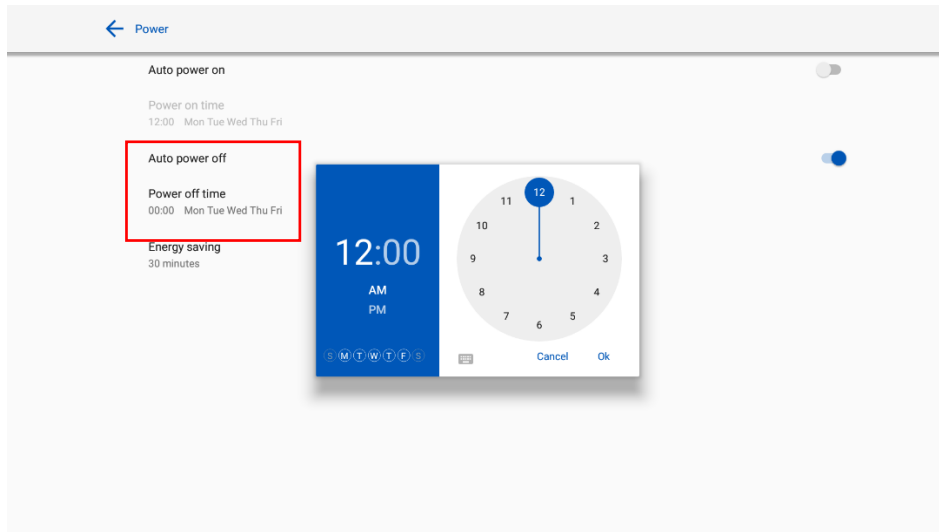 Power
Auto power on
Power on time
12:00 Mon Tue Wed Thu Fri
Auto power off
Power off time
00:00 Mon Tue Wed Thu Fri
Energy saving
30 minutes
12:00
AM
PM
S M T W T F S
12
1
2
3
4
5
6
7
8
9
10
11
Cancel Ok